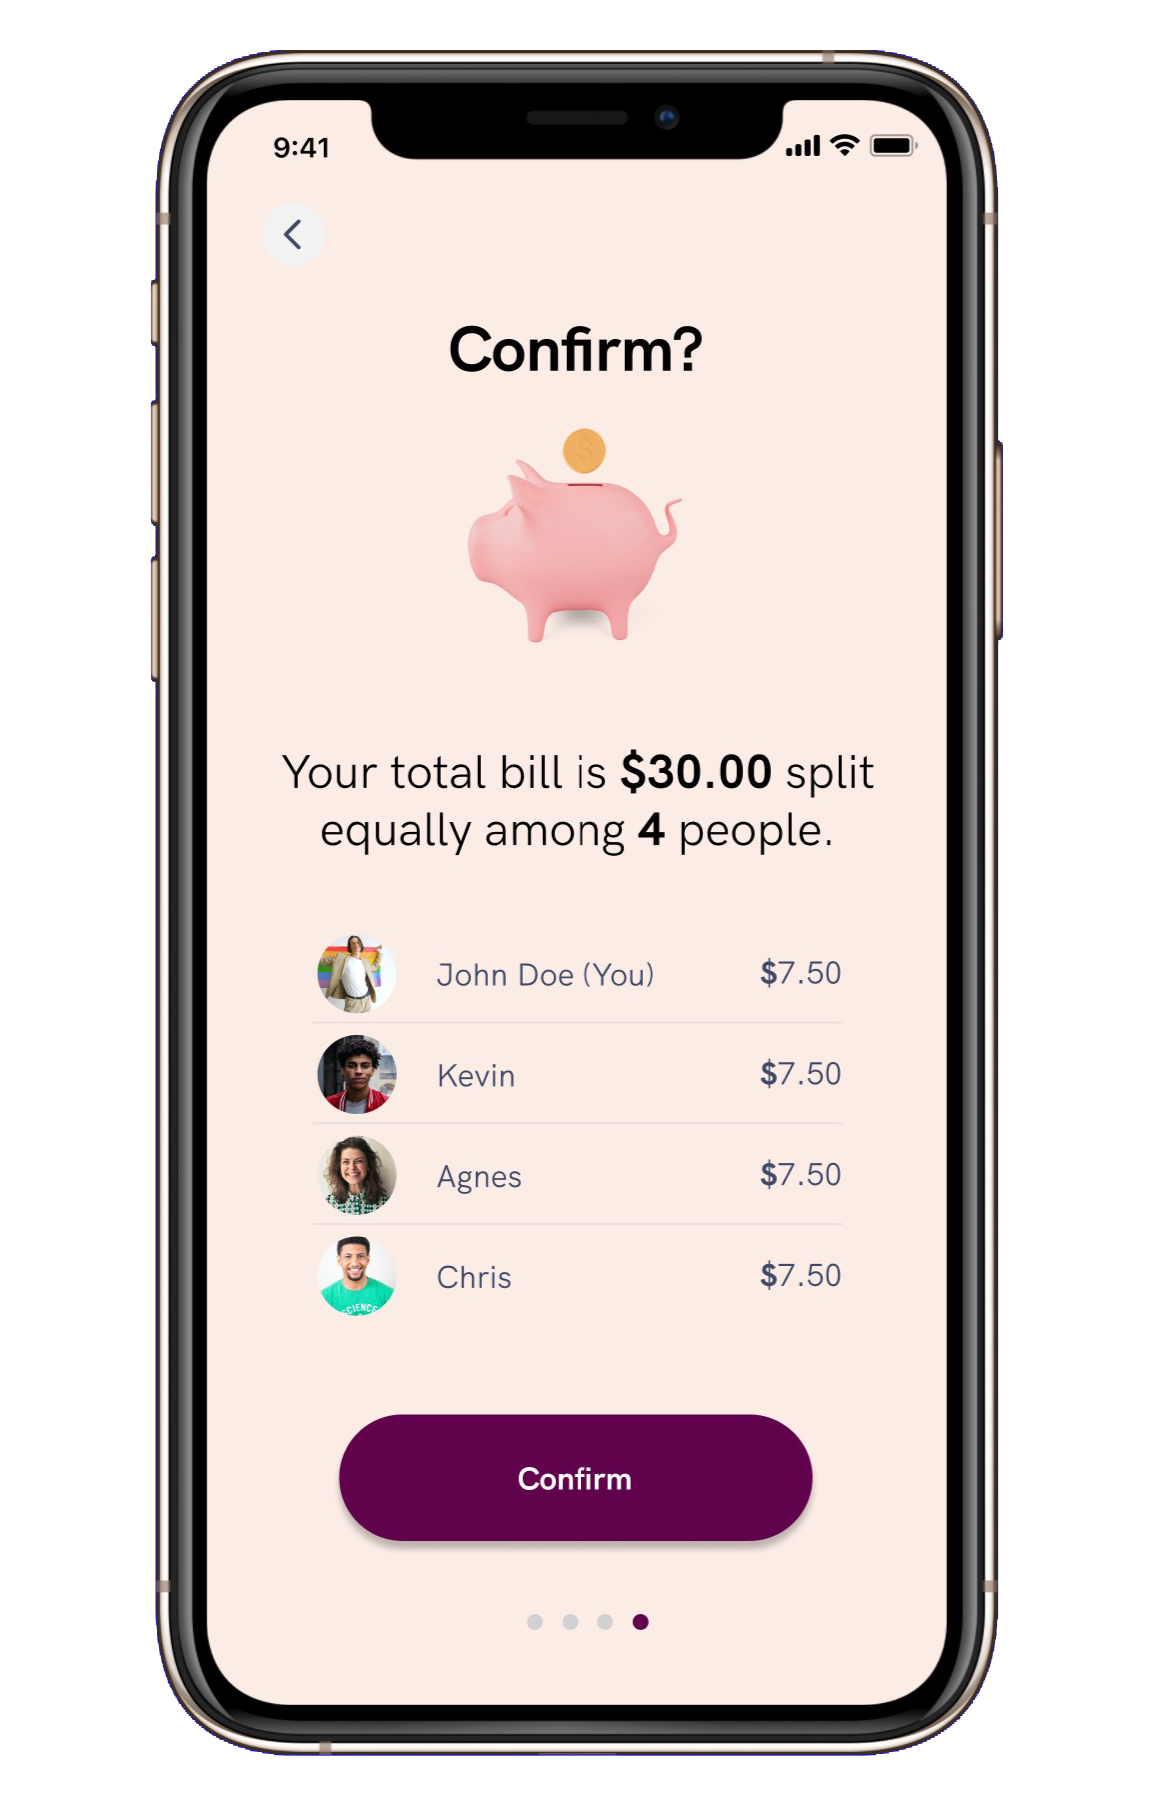 9:41
Confirm?
$
Your total bill is $30.00 split
equally among 4 people.
John Doe (You) $7.50
Kevin $7.50
Agnes $7.50
Chris $7.50
SCIENCE
Confirm